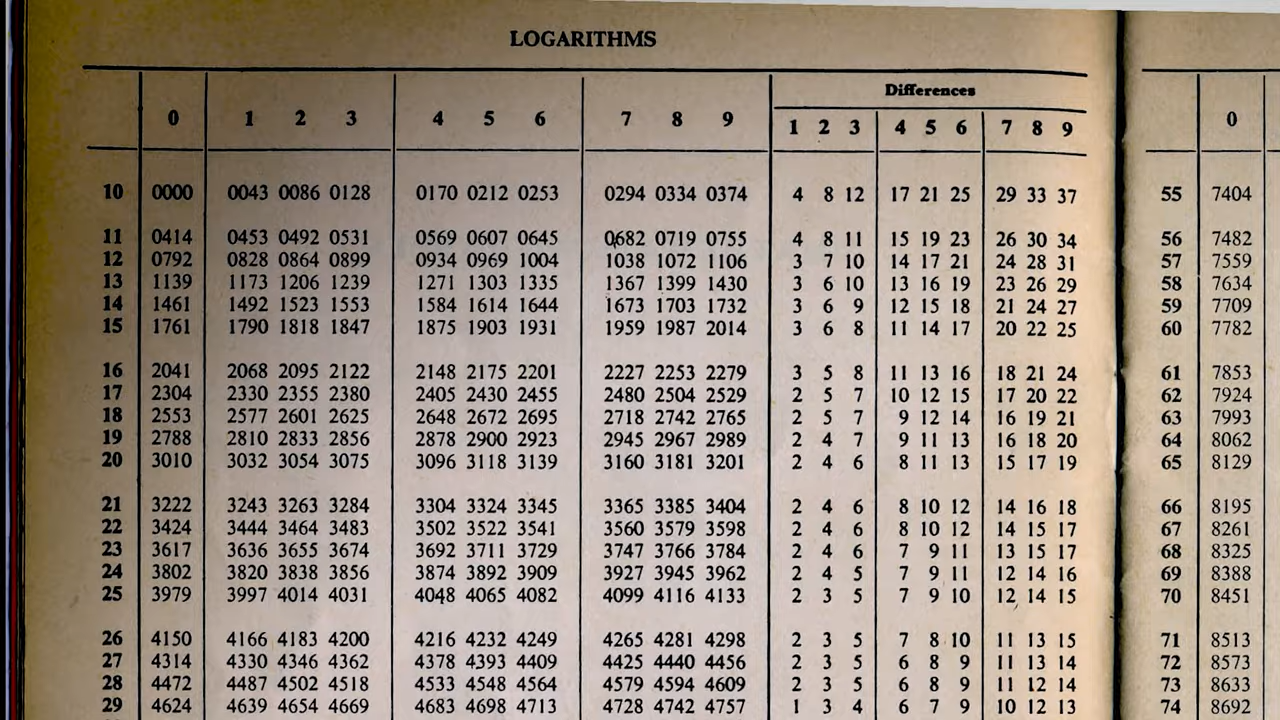 LOGARITHMS
Differences
0 1 2 3 4 5 6 7 8 9 1 2 3 4 5 6 7 8 9 0
10 0000 0043 0086 0128 0170 0212 0253 0294 0334 0374 4 8 12 17 21 25 29 33 37 55 7404
11 0414 0453 0492 0531 0569 0607 0645 0682 0719 0755 4 8 11 15 19 23 26 30 34 56 7482
12 0792 0828 0864 0899 0934 0969 1004 1038 1072 1106 3 7 10 14 17 21 24 28 31 57 7559
13 1139 1173 1206 1239 1271 1303 1335 1367 1399 1430 3 6 10 13 16 19 23 26 29 58 7634
14 1461 1492 1523 1553 1584 1614 1644 1673 1703 1732 3 6 9 12 15 18 21 24 27 59 7709
15 1761 1790 1818 1847 1875 1903 1931 1959 1987 2014 3 6 8 11 14 17 20 22 25 60 7782
16 2041 2068 2095 2122 2148 2175 2201 2227 2253 2279 3 5 8 11 13 16 18 21 24 61 7853
17 2304 2330 2355 2380 2405 2430 2455 2480 2504 2529 2 5 7 10 12 15 17 20 22 62 7924
18 2553 2577 2601 2625 2648 2672 2695 2718 2742 2765 2 5 7 9 12 14 16 19 21 63 7993
19 2788 2810 2833 2856 2878 2900 2923 2945 2967 2989 2 4 7 9 11 13 16 18 20 64 8062
20 3010 3032 3054 3075 3096 3118 3139 3160 3181 3201 2 4 6 8 11 13 15 17 19 65 8129
21 3222 3243 3263 3284 3304 3324 3345 3365 3385 3404 2 4 6 8 10 12 14 16 18 66 8195
22 3424 3444 3464 3483 3502 3522 3541 3560 3579 3598 2 4 6 8 10 12 14 15 17 67 8261
23 3617 3636 3655 3674 3692 3711 3729 3747 3766 3784 2 4 6 7 9 11 13 15 17 68 8325
24 3802 3820 3838 3856 3874 3892 3909 3927 3945 3962 2 4 5 7 9 11 12 14 16 69 8388
25 3979 3997 4014 4031 4048 4065 4082 4099 4116 4133 2 3 5 7 9 10 12 14 15 70 8451
26 4150 4166 4183 4200 4216 4232 4249 4265 4281 4298 2 3 5 7 8 10 11 13 15 71 8513
27 4314 4330 4346 4362 4378 4393 4409 4425 4440 4456 2 3 5 6 8 9 11 13 14 72 8573
28 4472 4487 4502 4518 4533 4548 4564 4579 4594 4609 2 3 5 6 8 9 11 12 14 73 8633
29 4624 4639 4654 4669 4683 4698 4713 4728 4742 4757 1 3 4 6 7 9 10 12 13 74 8692